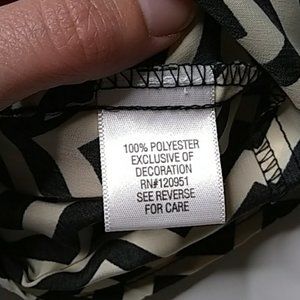 100% POLYESTER
EXCLUSIVE OF
DECORATION
RN#120951
SEE REVERSE
FOR CARE